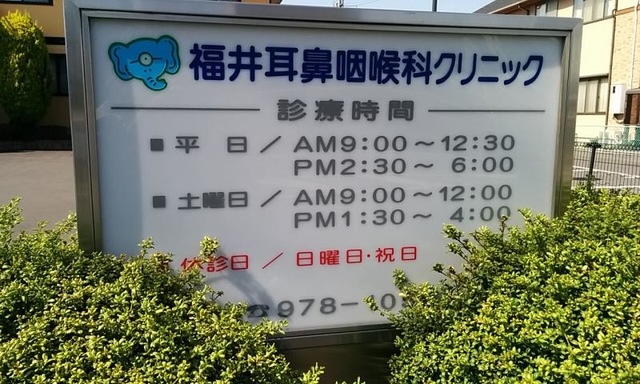 福井耳鼻咽喉科クリニック
診療時間
■ 平 日 / AM9:00～12:30
PM2:30～ 6:00
■ 土曜日 / AM9:00～12:00
PM1:30～ 4:00
休診日 / 日曜日・祝日
☎978-0